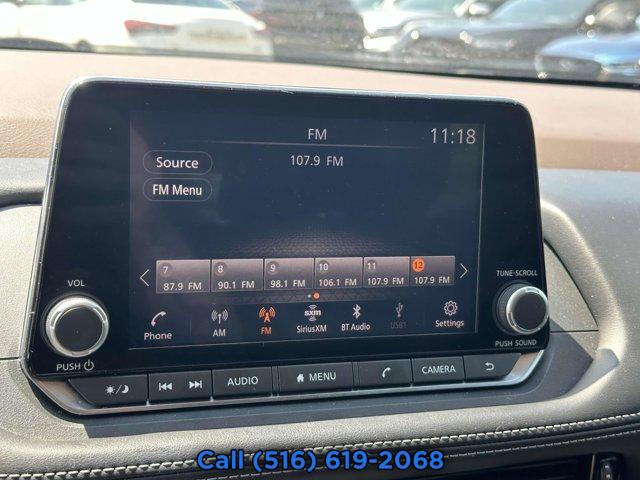 FM 11:18
Source 107.9 FM
FM Menu
7 8 9 10 11 12
87.9 FM 90.1 FM 98.1 FM 106.1 FM 107.9 FM 107.9 FM
VOL TUNE·SCROLL
Phone AM FM sxm SiriusXM BT Audio USB1 Settings
PUSH PUSH SOUND
AUDIO MENU CAMERA
Call (516) 619-2068